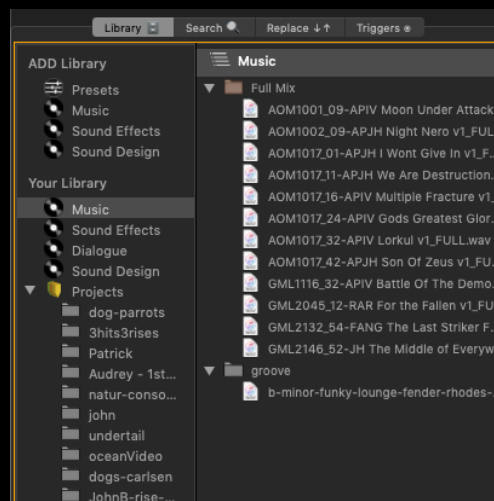 Library
Search
Replace ↓↑
Triggers
ADD Library
Presets
Music
Sound Effects
Sound Design
Your Library
Music
Sound Effects
Dialogue
Sound Design
Projects
dog-parrots
3hits3rises
Patrick
Audrey - 1st...
natur-conso...
john
undertail
oceanVideo
dogs-carlsen
JohnB-rise-...
Music
Full Mix
AOM1001_09-APIV Moon Under Attack
AOM1002_09-APJH Night Nero v1_FUL
AOM1017_01-APJH I Wont Give In v1_F...
AOM1017_11-APJH We Are Destruction.
AOM1017_16-APIV Multiple Fracture v1_
AOM1017_24-APIV Gods Greatest Glor.
AOM1017_32-APIV Lorkul v1_FULL.wav
AOM1017_42-APJH Son Of Zeus v1_FU.
GML1116_32-APIV Battle Of The Demo.
GML2045_12-RAR For the Fallen v1_FU
GML2132_54-FANG The Last Striker F.
GML2146_52-JH The Middle of Everyw
groove
b-minor-funky-lounge-fender-rhodes-.